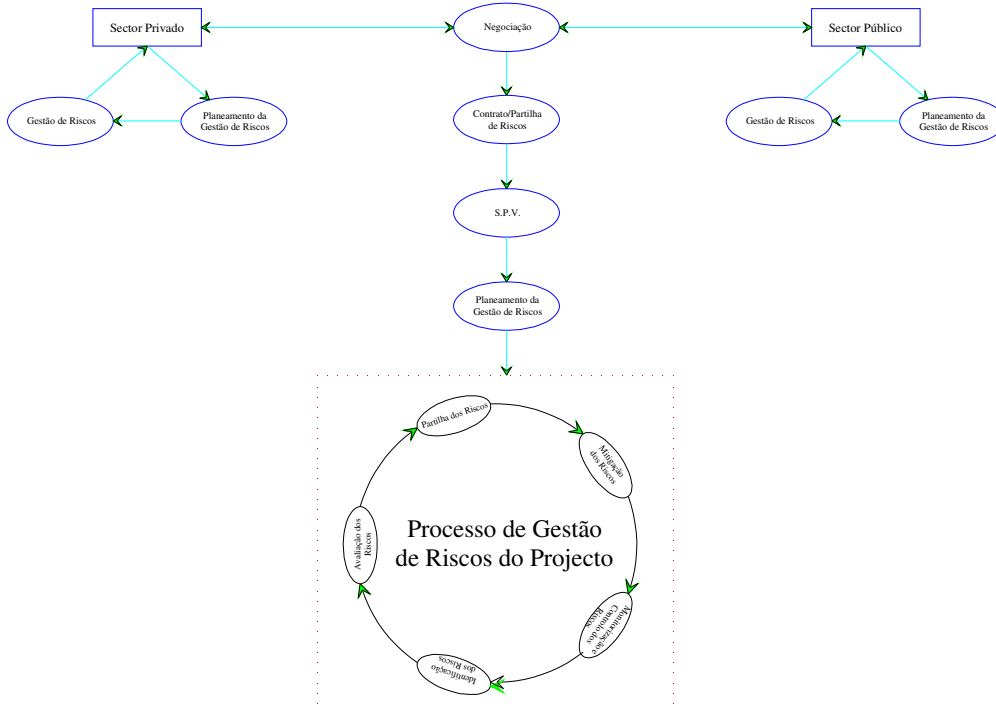 Sector Privado
Negociação
Sector Público
Gestão de Riscos
Planeamento da
Gestão de Riscos
Contrato/Partilha
de Riscos
Gestão de Riscos
Planeamento da
Gestão de Riscos
S.P.V.
Planeamento da
Gestão de Riscos
Partilha dos Riscos
Mitigação
dos Riscos
Avaliação dos
Riscos
Processo de Gestão
de Riscos do Projecto
Monitorização e
Controlo dos
Riscos
Identificação
dos Riscos